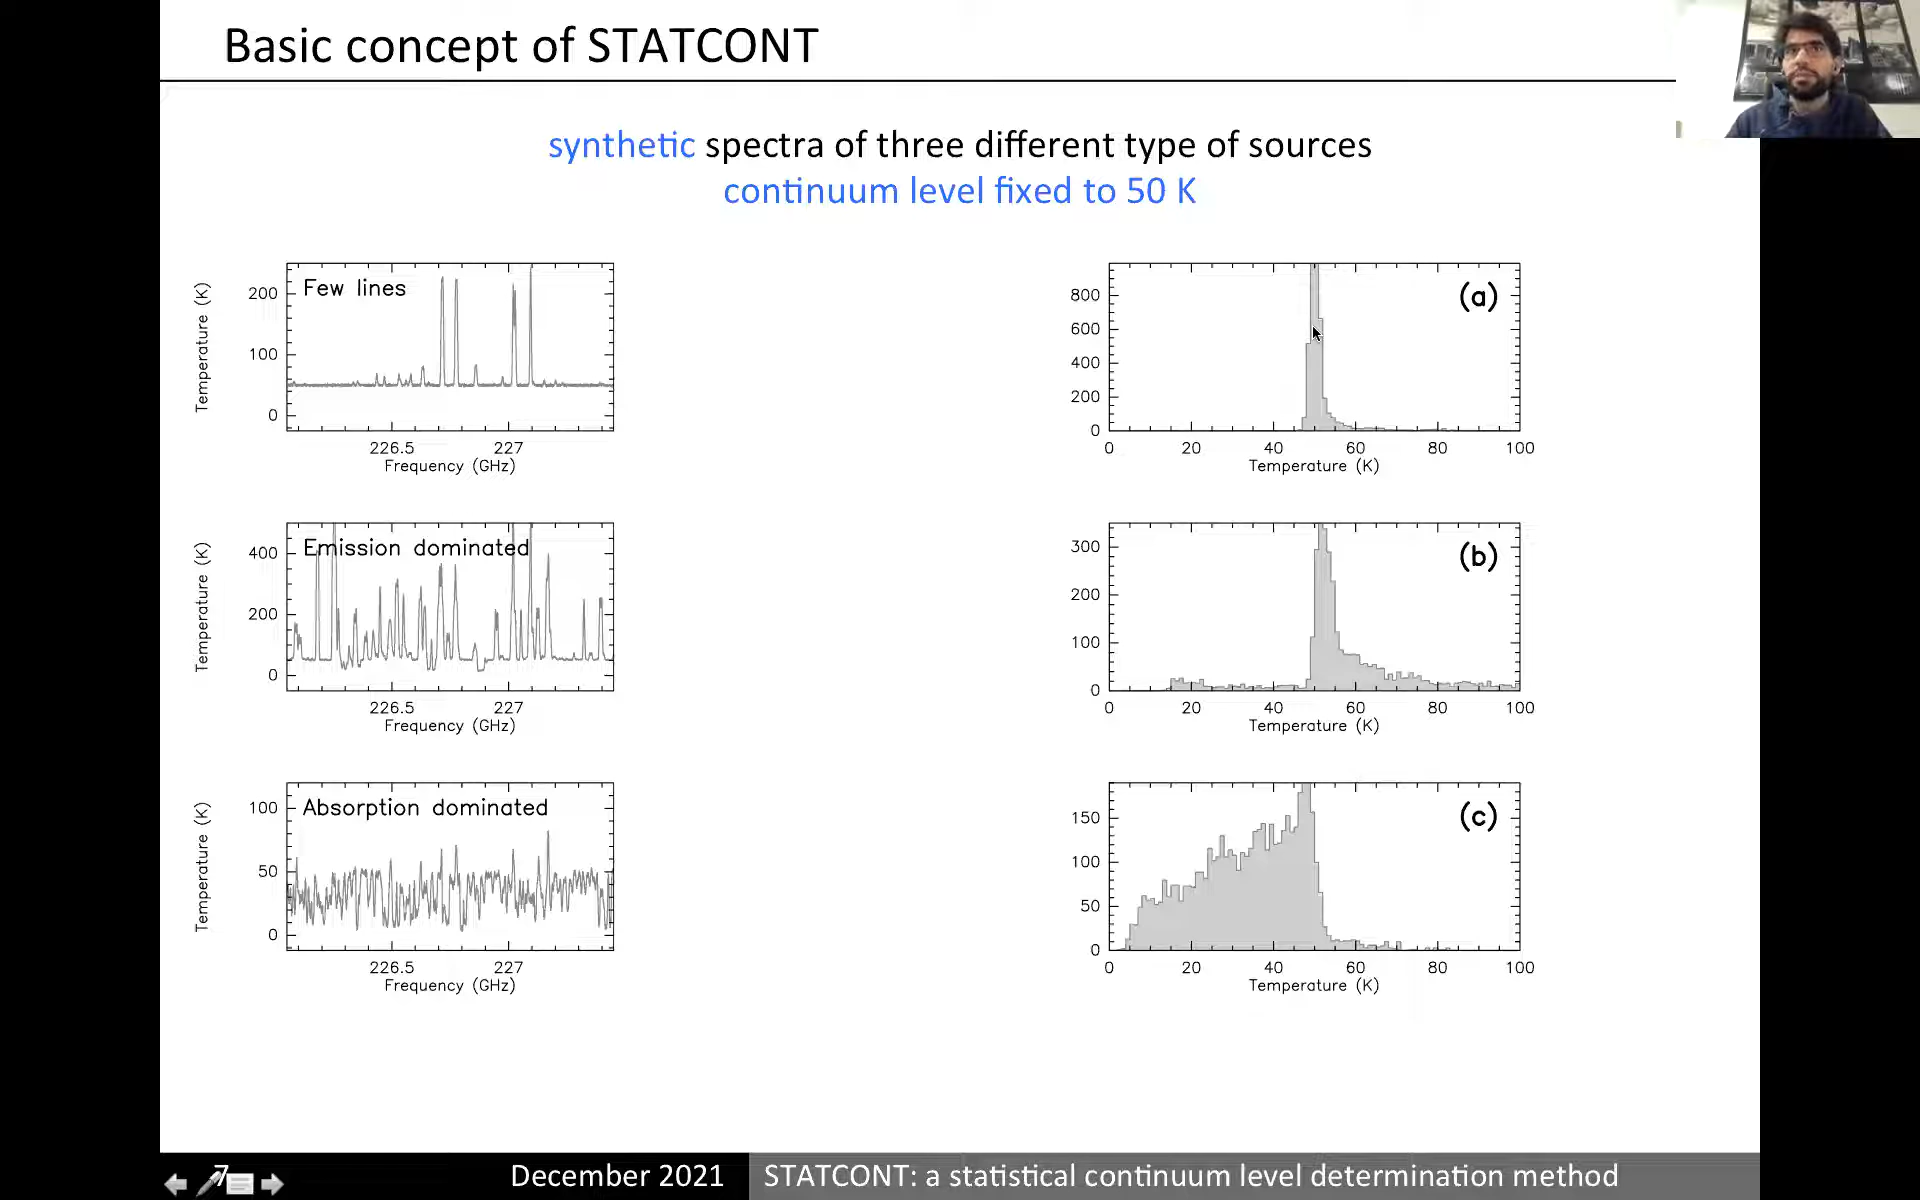 Basic concept of STATCONT
synthetic spectra of three different type of sources
continuum level fixed to 50 K
Few lines
Temperature (K)
200
100
0
226.5 227
Frequency (GHz)
(a)
800
600
400
200
0
0 20 40 60 80 100
Temperature (K)
Emission dominated
Temperature (K)
400
200
0
226.5 227
Frequency (GHz)
(b)
300
200
100
0
0 20 40 60 80 100
Temperature (K)
Absorption dominated
Temperature (K)
100
50
0
226.5 227
Frequency (GHz)
(c)
150
100
50
0
0 20 40 60 80 100
Temperature (K)
7
December 2021
STATCONT: a statistical continuum level determination method